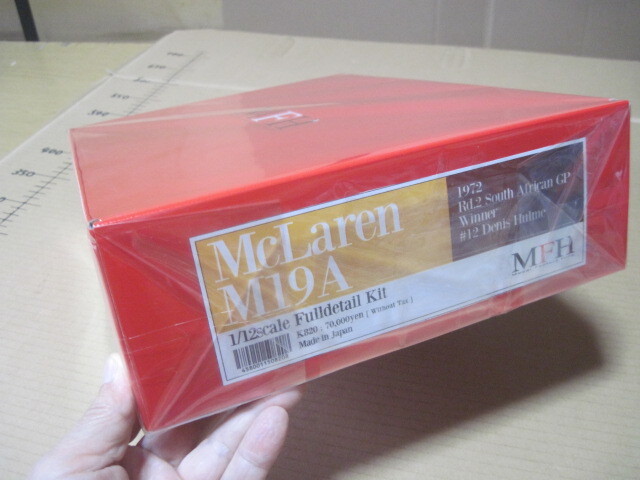 McLaren
M19A
1972
Rd.2 South African GP
Winner
#12 Denis Hulme
1/12scale Fulldetail Kit
K820 : 70,000yen [ Without Tax ]
Made in Japan
MFH